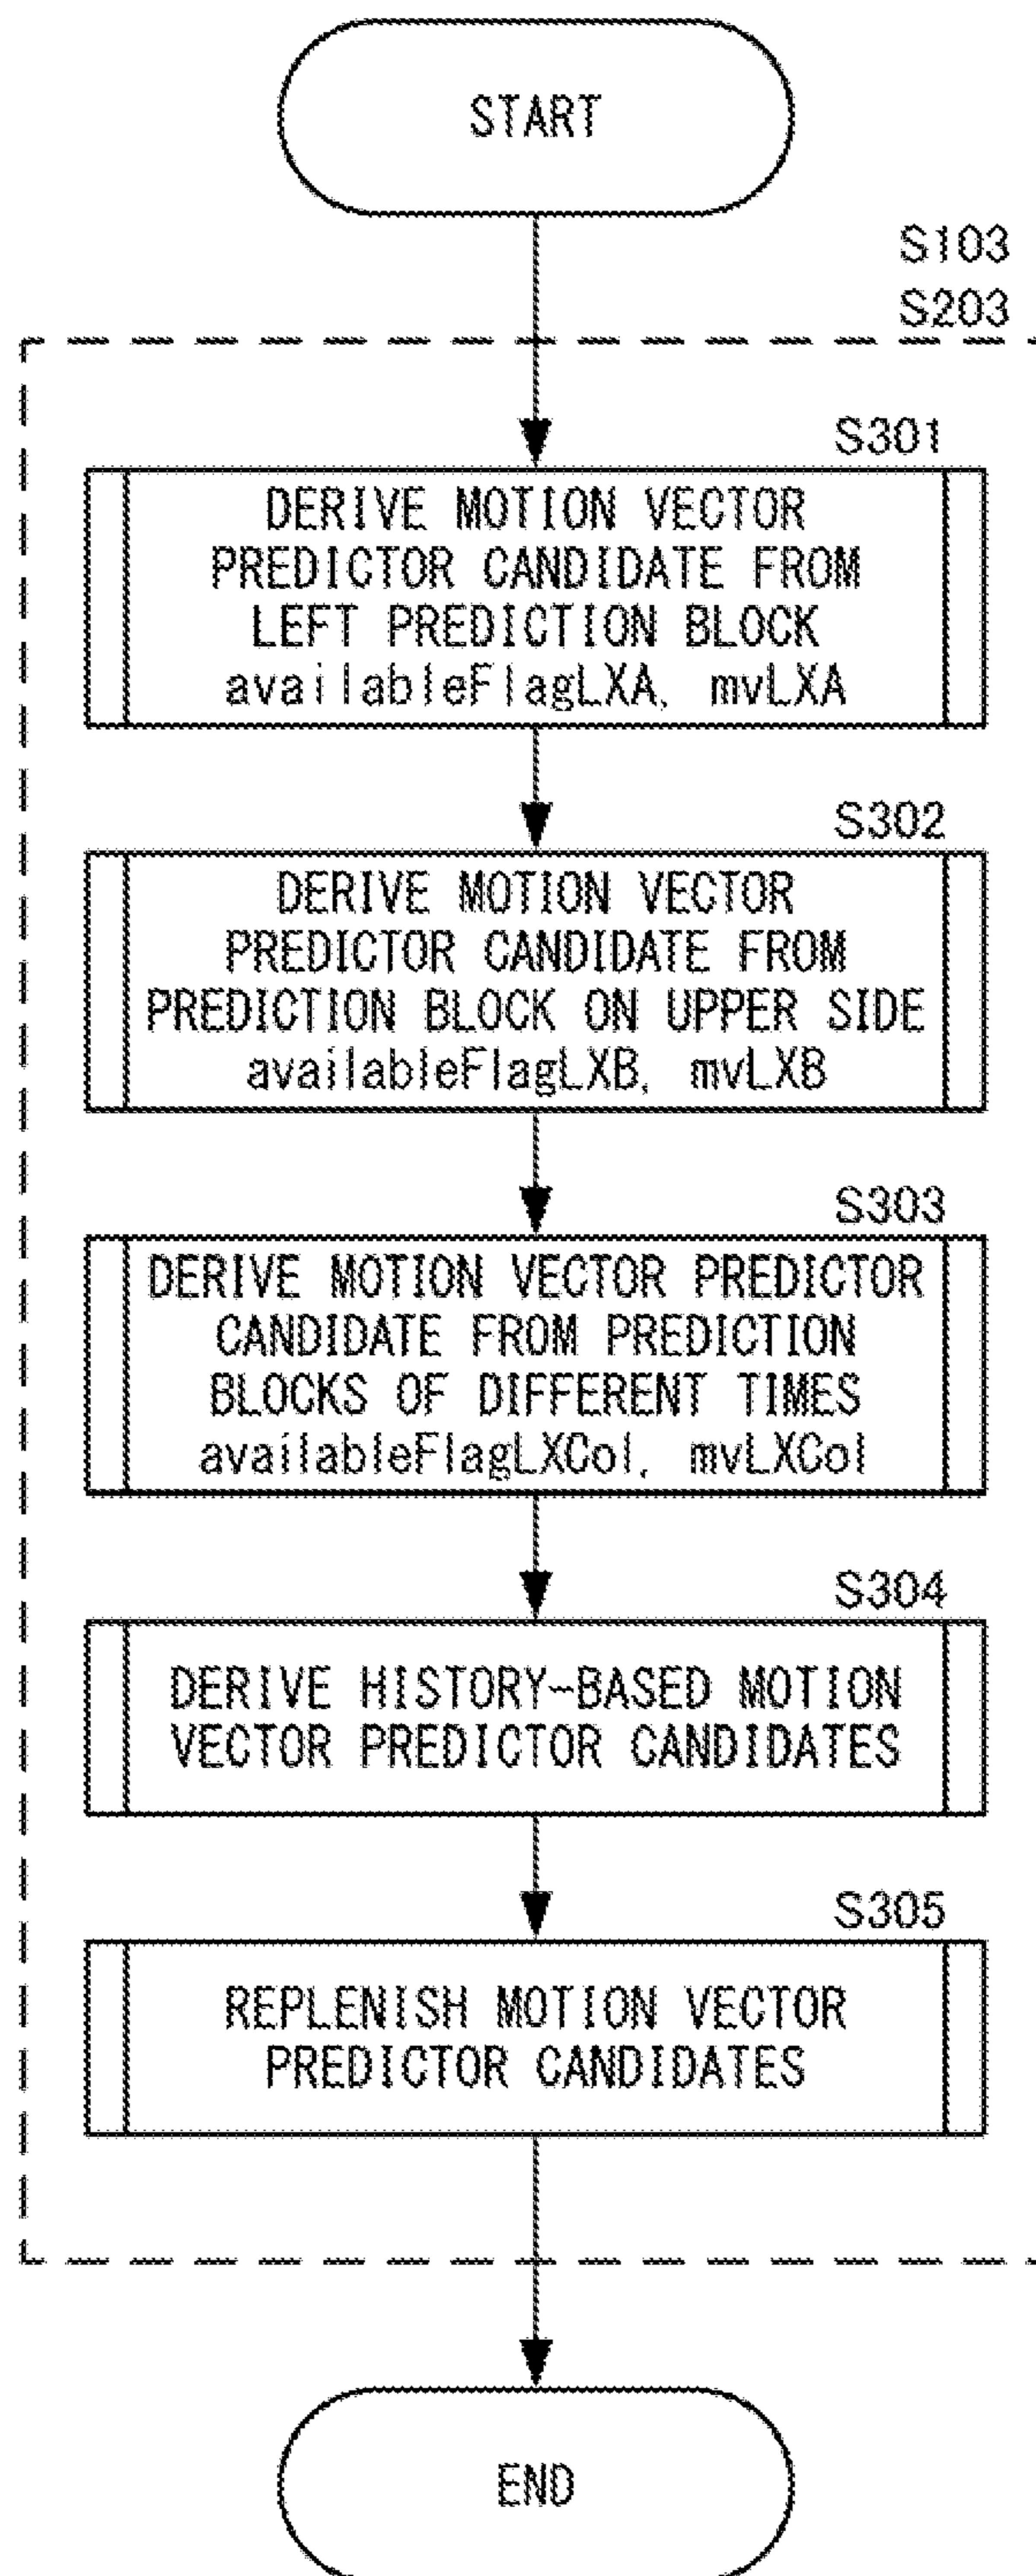 START
S103
S203
S301
DERIVE MOTION VECTOR
PREDICTOR CANDIDATE FROM
LEFT PREDICTION BLOCK
availableFlagLXA, mvLXA
S302
DERIVE MOTION VECTOR
PREDICTOR CANDIDATE FROM
PREDICTION BLOCK ON UPPER SIDE
availableFlagLXB, mvLXB
S303
DERIVE MOTION VECTOR PREDICTOR
CANDIDATE FROM PREDICTION
BLOCKS OF DIFFERENT TIMES
availableFlagLXCol, mvLXCol
S304
DERIVE HISTORY-BASED MOTION
VECTOR PREDICTOR CANDIDATES
S305
REPLENISH MOTION VECTOR
PREDICTOR CANDIDATES
END